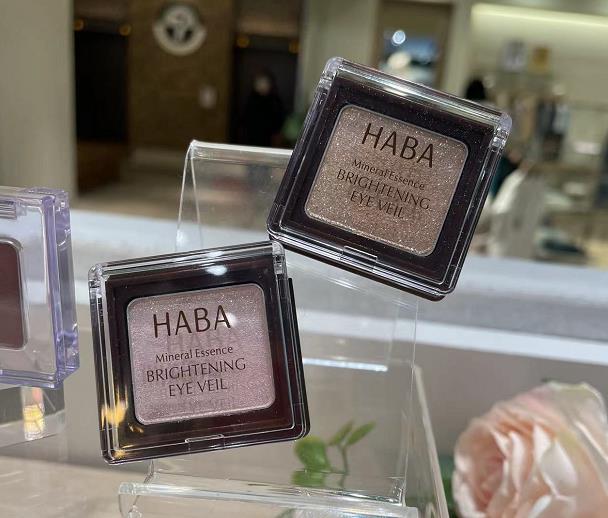 HABA
Mineral Essence
BRIGHTENING
EYE VEIL
HABA
Mineral Essence
BRIGHTENING
EYE VEIL